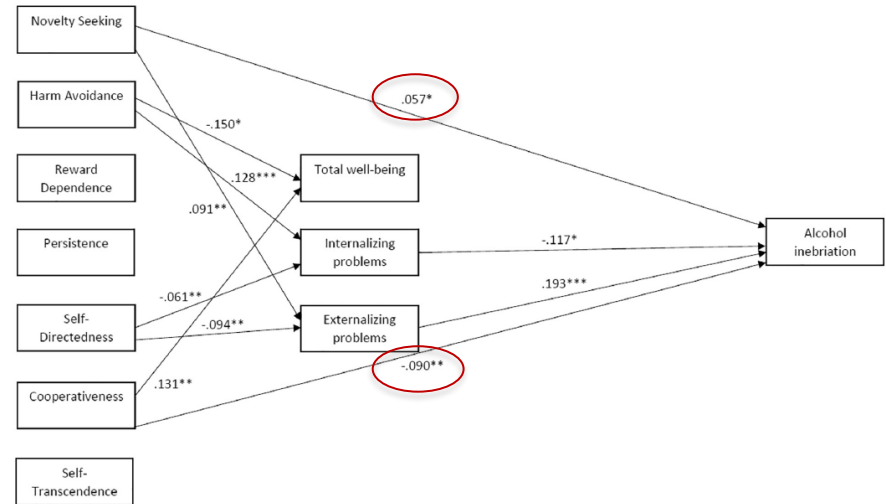 Novelty Seeking
.057*
Harm Avoidance
-.150*
Reward
Dependence
Total well-being
.128***
.091**
Persistence
Internalizing
problems
-.117*
Alcohol
inebriation
-.061**
.193***
Self-
Directedness
-.094**
Externalizing
problems
-.090**
Cooperativeness
.131**
Self-
Transcendence